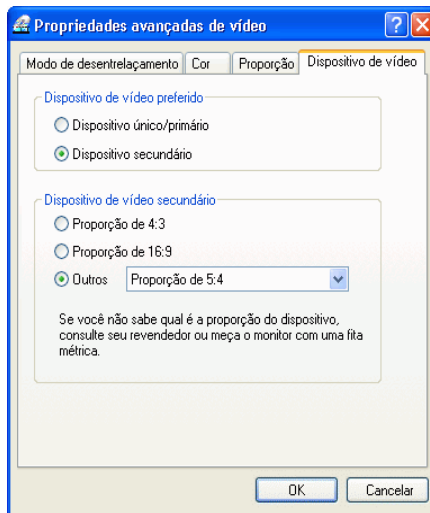 Propriedades avançadas de vídeo
Modo de desentrelaçamento Cor Proporção Dispositivo de vídeo
Dispositivo de vídeo preferido
Dispositivo único/primário
Dispositivo secundário
Dispositivo de vídeo secundário
Proporção de 4:3
Proporção de 16:9
Outros Proporção de 5:4
Se você não sabe qual é a proporção do dispositivo,
consulte seu revendedor ou meça o monitor com uma fita
métrica.
OK Cancelar